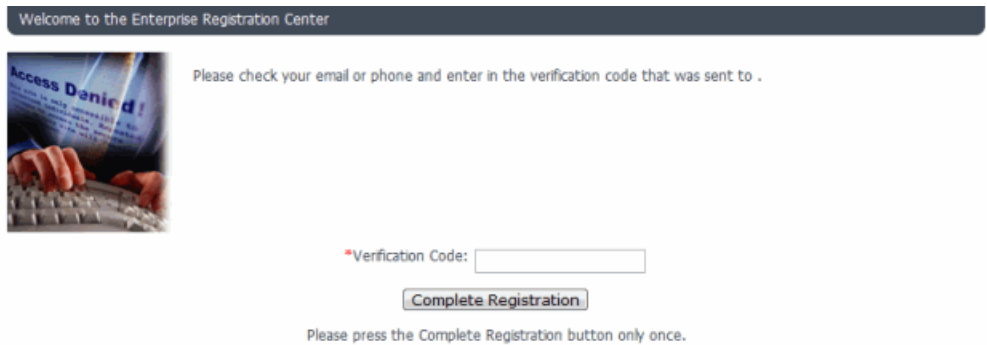 Welcome to the Enterprise Registration Center
Please check your email or phone and enter in the verification code that was sent to .
Access Denied!
*Verification Code:
Complete Registration
Please press the Complete Registration button only once.